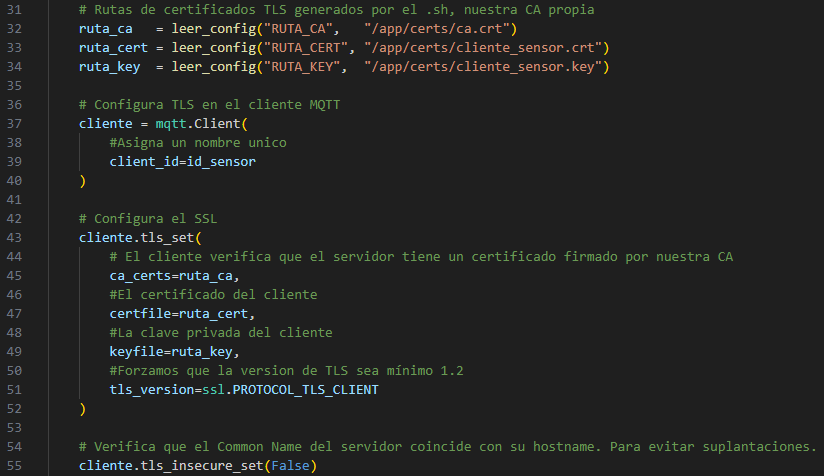 31 # Rutas de certificados TLS generados por el .sh, nuestra CA propia
32 ruta_ca   = leer_config("RUTA_CA",   "/app/certs/ca.crt")
33 ruta_cert = leer_config("RUTA_CERT", "/app/certs/cliente_sensor.crt")
34 ruta_key  = leer_config("RUTA_KEY",  "/app/certs/cliente_sensor.key")
35
36 # Configura TLS en el cliente MQTT
37 cliente = mqtt.Client(
38     #Asigna un nombre unico
39     client_id=id_sensor
40 )
41
42 # Configura el SSL
43 cliente.tls_set(
44     # El cliente verifica que el servidor tiene un certificado firmado por nuestra CA
45     ca_certs=ruta_ca,
46     #El certificado del cliente
47     certfile=ruta_cert,
48     #La clave privada del cliente
49     keyfile=ruta_key,
50     #Forzamos que la version de TLS sea mínimo 1.2
51     tls_version=ssl.PROTOCOL_TLS_CLIENT
52 )
53
54 # Verifica que el Common Name del servidor coincide con su hostname. Para evitar suplantaciones.
55 cliente.tls_insecure_set(False)